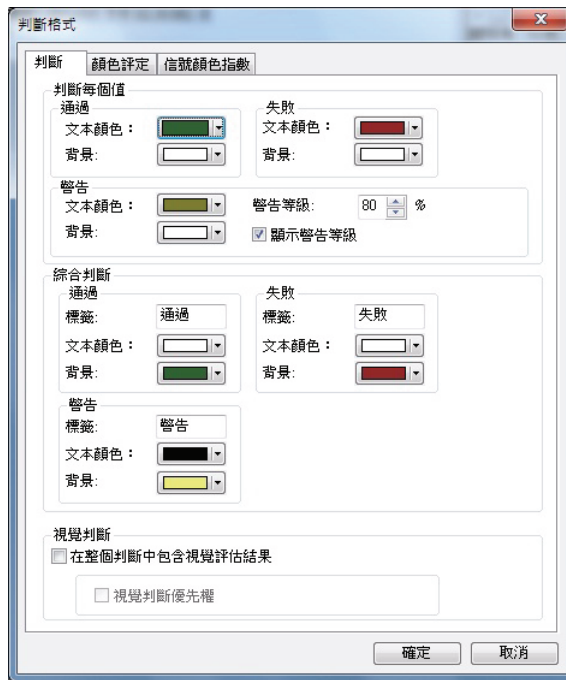 判斷格式
判斷 顏色評定 信號顏色指數
判斷每個值
通過 失敗
文本顏色： 文本顏色：
背景: 背景:
警告
文本顏色： 警告等級: 80 %
背景: 顯示警告等級
綜合判斷
通過 失敗
標籤: 通過 標籤: 失敗
文本顏色： 文本顏色：
背景: 背景:
警告
標籤: 警告
文本顏色：
背景:
視覺判斷
在整個判斷中包含視覺評估結果
視覺判斷優先權
確定 取消